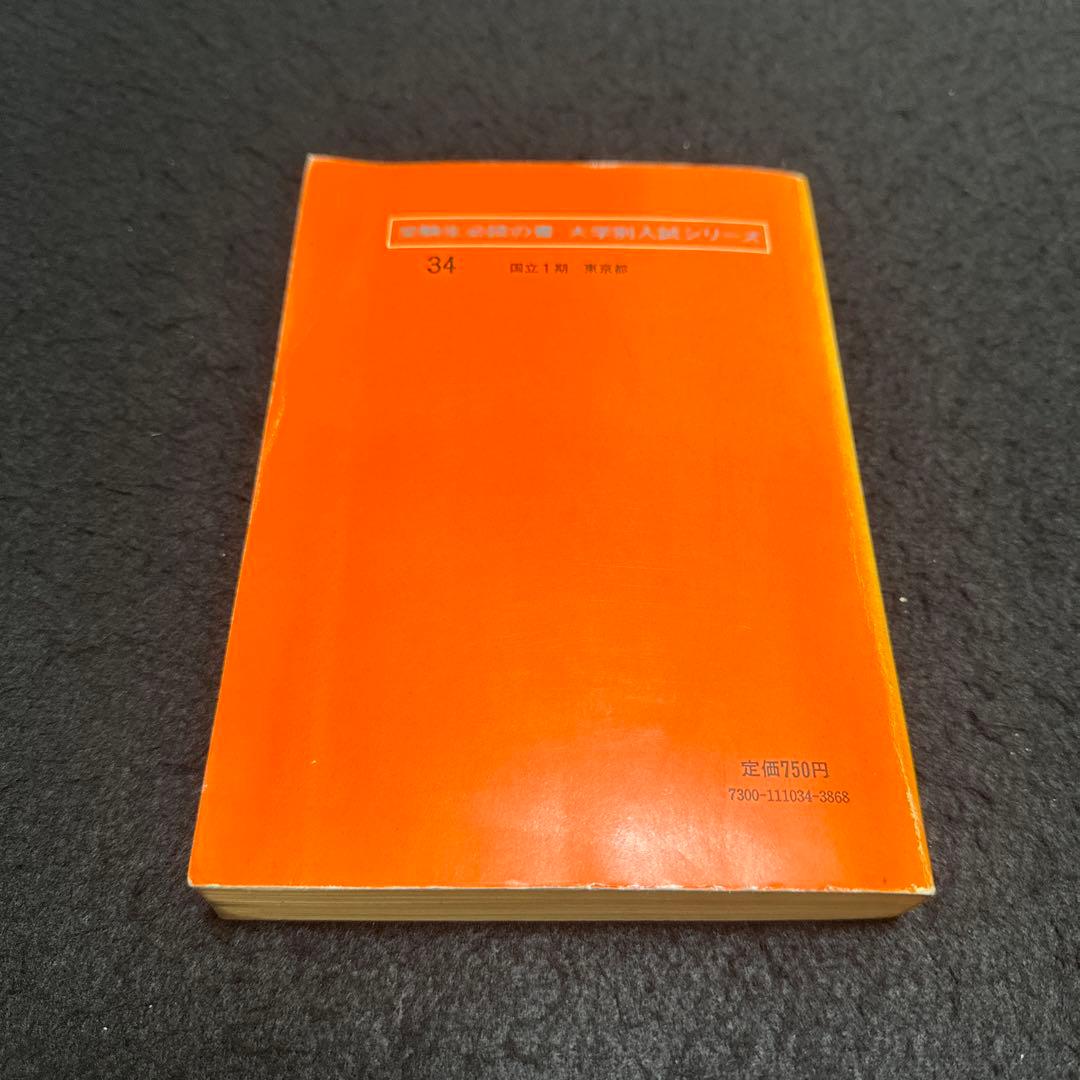 受験生必読の書 大学別入試シリーズ
34 国立1期 東京都
定価750円
7300-111034-3868